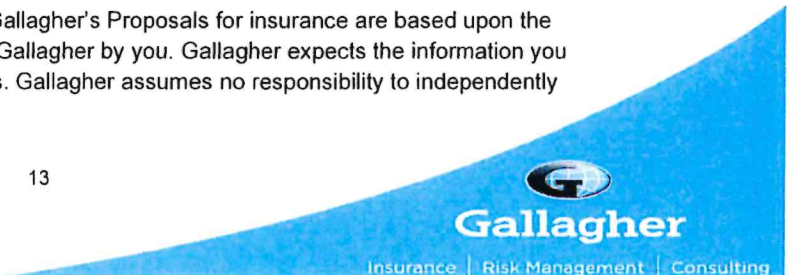 Gallagher's Proposals for insurance are based upon the
Gallagher by you. Gallagher expects the information you
s. Gallagher assumes no responsibility to independently
13
G
Gallagher
Insurance | Risk Management | Consulting